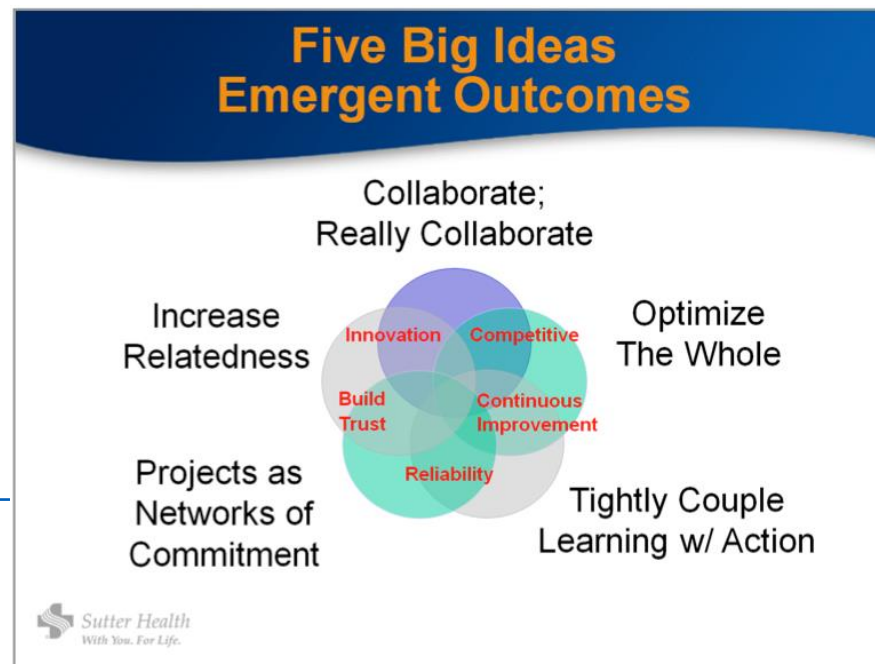 Five Big Ideas
Emergent Outcomes
Collaborate;
Really Collaborate
Increase
Relatedness
Optimize
The Whole
Innovation
Competitive
Build
Trust
Continuous
Improvement
Reliability
Projects as
Networks of
Commitment
Tightly Couple
Learning w/ Action
Sutter Health
With You. For Life.